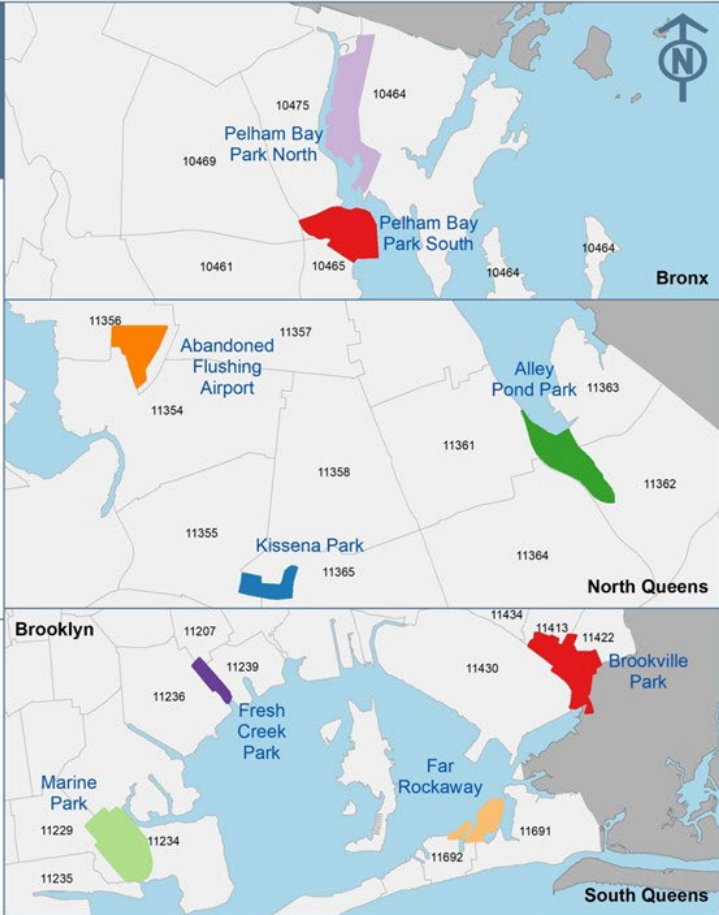 N
10475
10464
Pelham Bay
Park North
10469
Pelham Bay
Park South
10461
10465
10464
10464
Bronx
11356
11357
Abandoned
Flushing
Airport
Alley
Pond Park
11363
11354
11361
11358
11362
11355
Kissena Park
11365
11364
North Queens
Brooklyn
11207
11434
11413
11422
11239
11430
11236
Brookville
Park
Fresh
Creek
Park
Marine
Park
Far
Rockaway
11229
11234
11691
11692
11235
South Queens